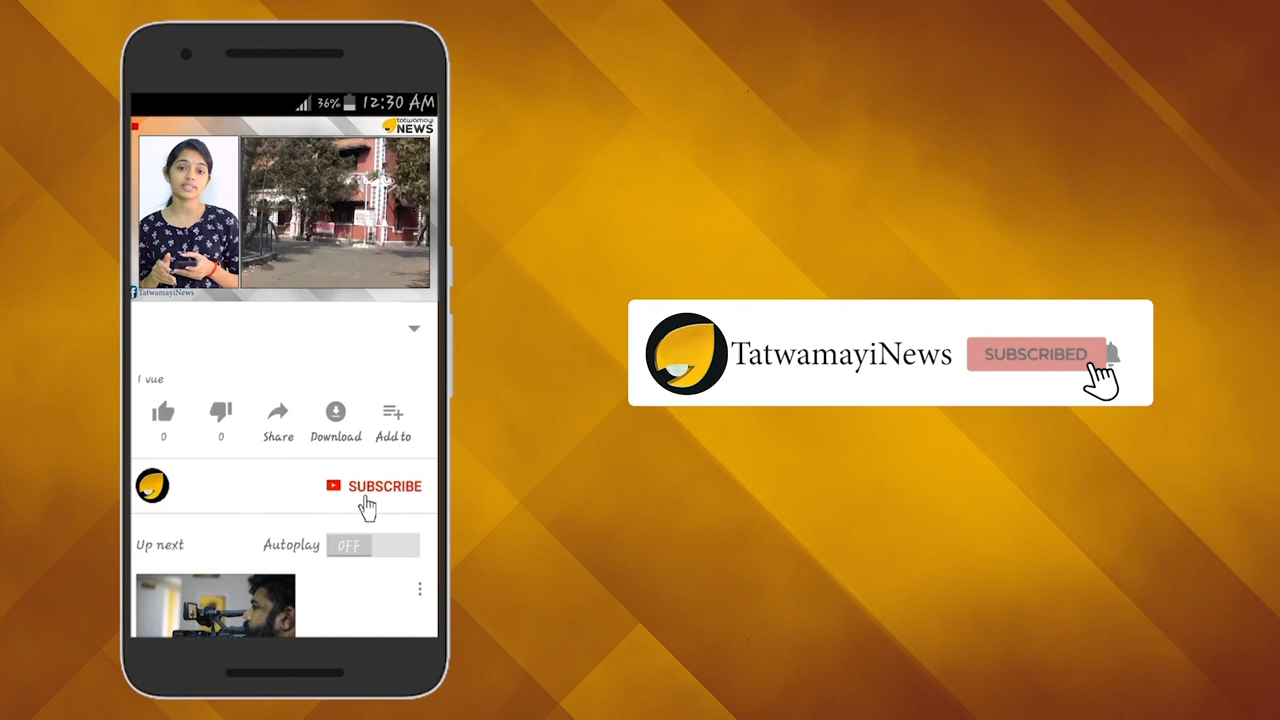 36% 12:30 AM
tatwamayi
NEWS
TatwamayiNews
1 vue
0 0 Share Download Add to
SUBSCRIBE
Up next Autoplay OFF
TatwamayiNews SUBSCRIBED